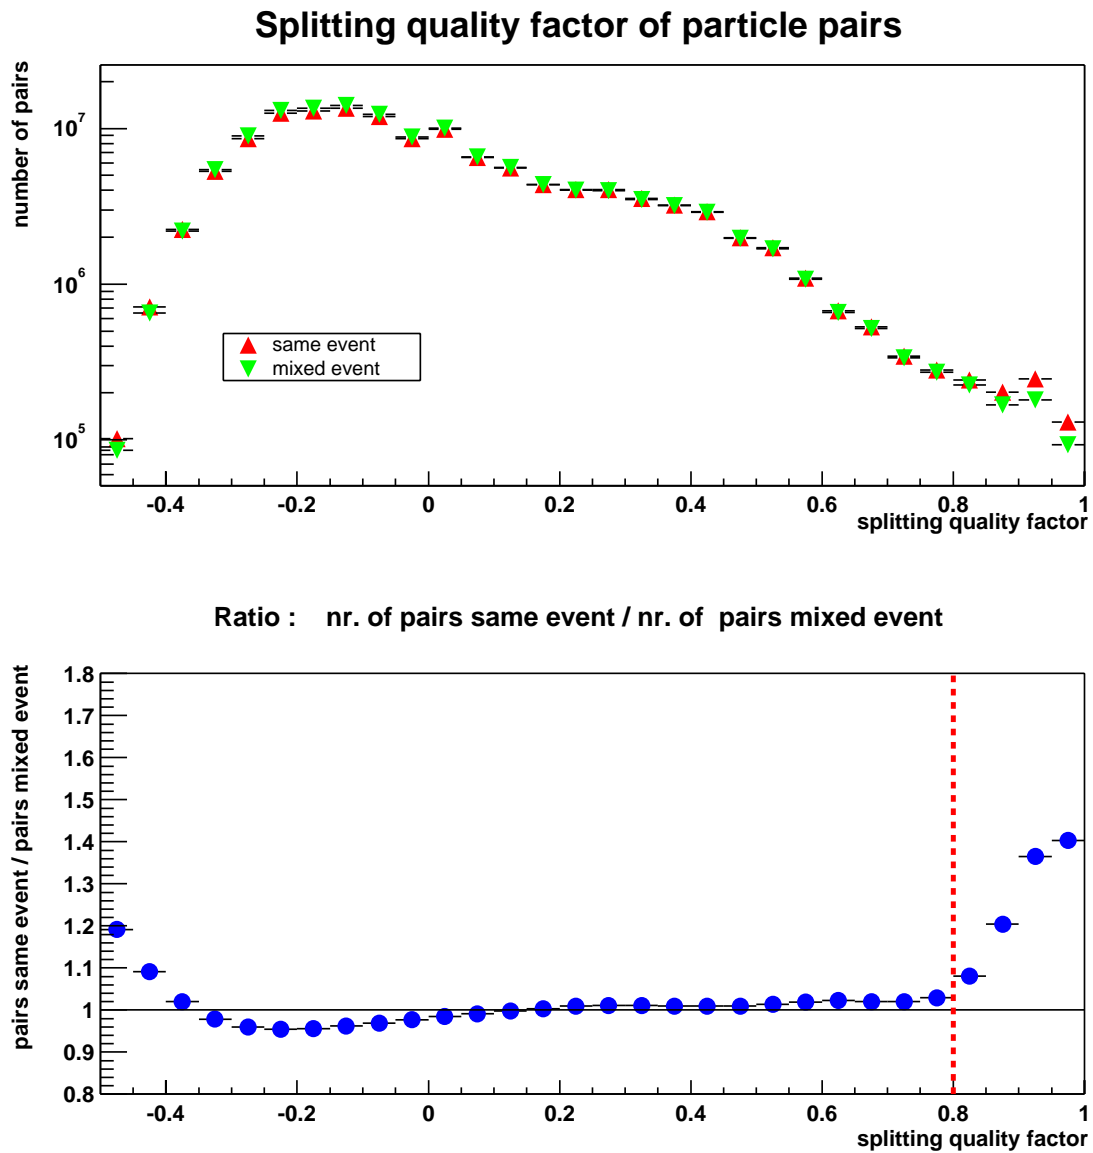 Splitting quality factor of particle pairs
number of pairs
10^7
10^6
10^5
same event
mixed event
-0.4 -0.2 0 0.2 0.4 0.6 0.8 1
splitting quality factor
Ratio : nr. of pairs same event / nr. of pairs mixed event
pairs same event / pairs mixed event
1.8
1.7
1.6
1.5
1.4
1.3
1.2
1.1
1
0.9
0.8
-0.4 -0.2 0 0.2 0.4 0.6 0.8 1
splitting quality factor